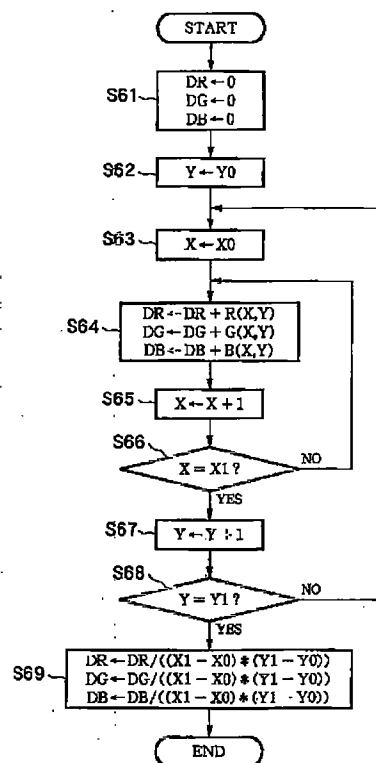 START
S61
DR←0
DG←0
DB←0
S62
Y←Y0
S63
X←X0
S64
DR←DR+R(X,Y)
DG←DG+G(X,Y)
DB←DB+B(X,Y)
S65
X←X+1
S66
X=X1?
NO
YES
S67
Y←Y+1
S68
Y=Y1?
NO
YES
S69
DR←DR/((X1-X0)*(Y1-Y0))
DG←DG/((X1-X0)*(Y1-Y0))
DB←DB/((X1-X0)*(Y1-Y0))
END